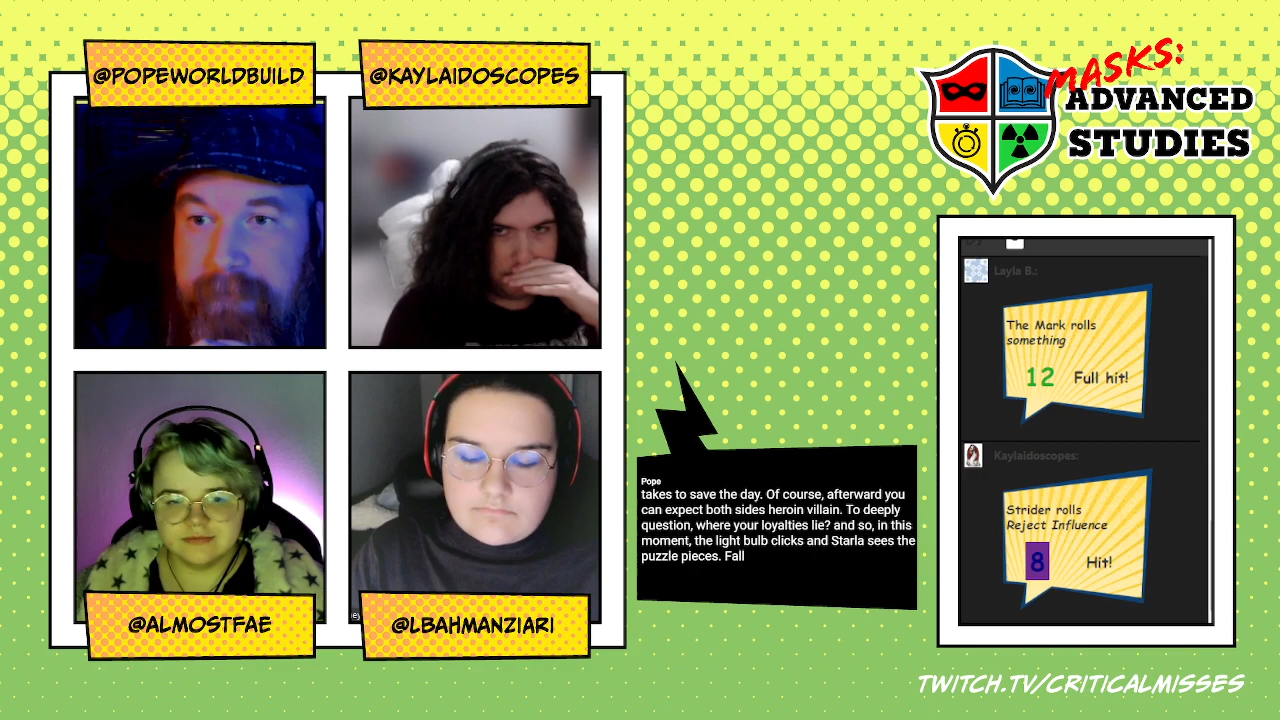 @POPEWORLDBUILD
@KAYLAIDOSCOPES
@ALMOSTFAE
@LBAHMANZIARI
Pope
takes to save the day. Of course, afterward you
can expect both sides heroin villain. To deeply
question, where your loyalties lie? and so, in this
moment, the light bulb clicks and Starla sees the
puzzle pieces. Fall
MASKS:
ADVANCED
STUDIES
Layla B.:
The Mark rolls
something
12 Full hit!
Kaylaidoscopes:
Strider rolls
Reject Influence
8 Hit!
TWITCH.TV/CRITICALMISSES